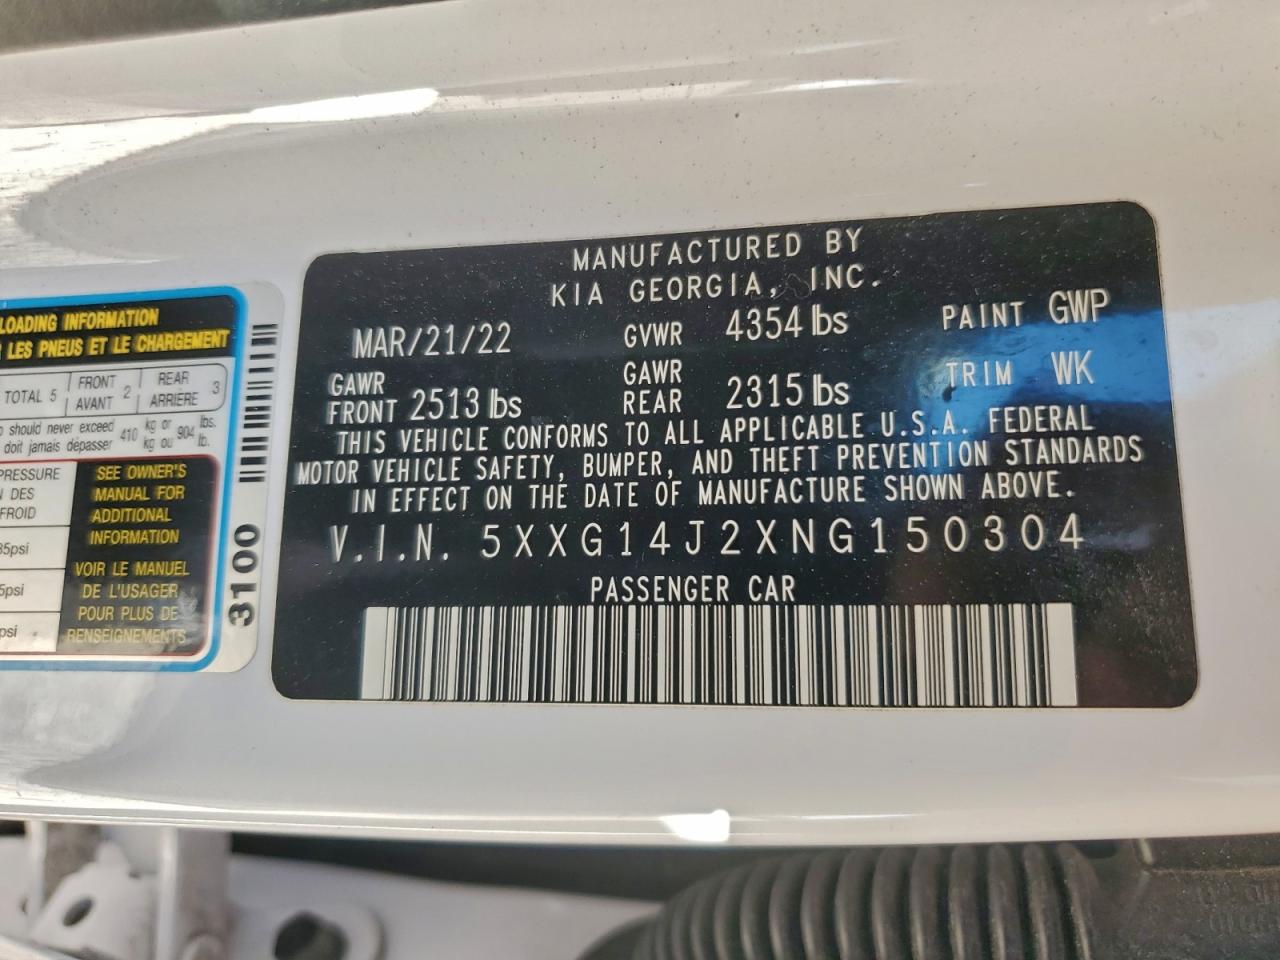 LOADING INFORMATION
LES PNEUS ET LE CHARGEMENT
TOTAL 5
FRONT
AVANT
2
REAR
ARRIERE
3
should never exceed
doit jamais dépasser
410
kg or
kg ou
904
lbs.
lb.
PRESSURE
DES
FROID
5psi
psi
SEE OWNER'S
MANUAL FOR
ADDITIONAL
INFORMATION
VOIR LE MANUEL
DE L'USAGER
POUR PLUS DE
RENSEIGNEMENTS
3100
MANUFACTURED BY
KIA GEORGIA, INC.
MAR/21/22 GVWR 4354 lbs PAINT GWP
GAWR
FRONT 2513 lbs
GAWR
REAR 2315 lbs
TRIM WK
THIS VEHICLE CONFORMS TO ALL APPLICABLE U.S.A. FEDERAL
MOTOR VEHICLE SAFETY, BUMPER, AND THEFT PREVENTION STANDARDS
IN EFFECT ON THE DATE OF MANUFACTURE SHOWN ABOVE.
V.I.N. 5XXG14J2XNG150304
PASSENGER CAR